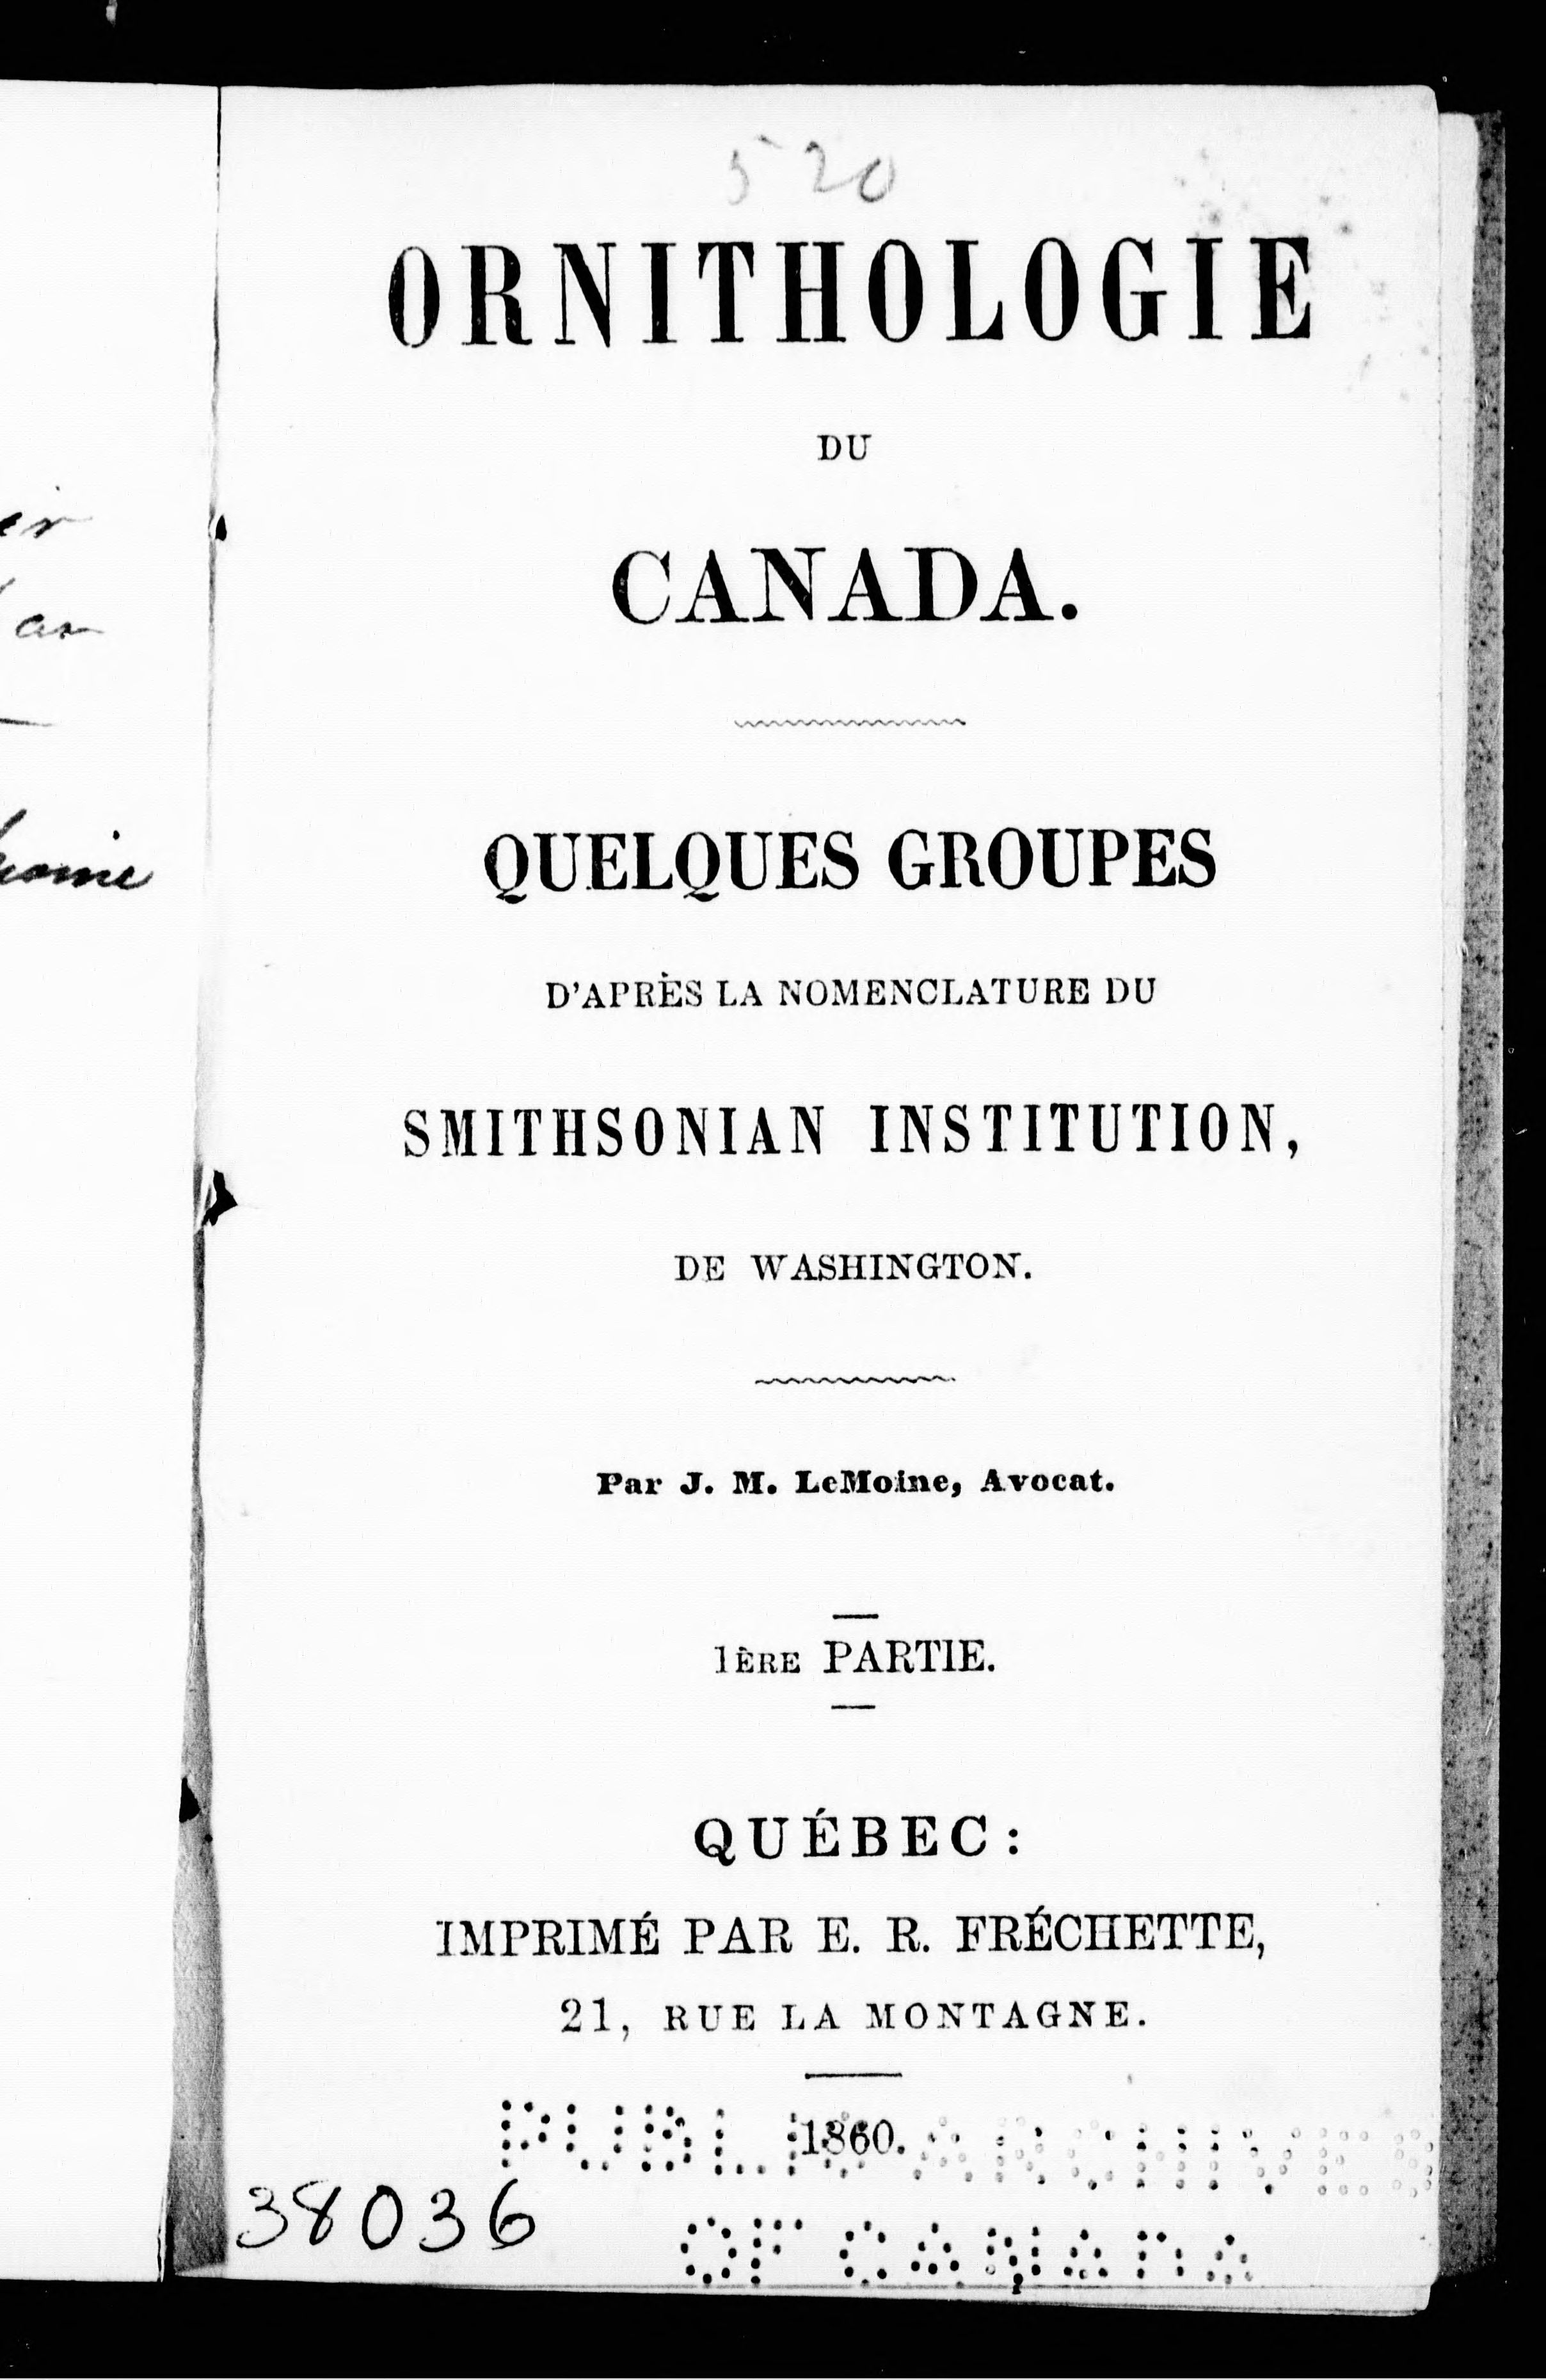 520
ORNITHOLOGIE
DU
CANADA.
QUELQUES GROUPES
D'APRÈS LA NOMENCLATURE DU
SMITHSONIAN INSTITUTION,
DE WASHINGTON.
Par J. M. LeMoine, Avocat.
1ÈRE PARTIE.
QUÉBEC:
IMPRIMÉ PAR E. R. FRÉCHETTE,
21, RUE LA MONTAGNE.
1860.
PUBLIC ARCHIVES
OF CANADA
38036